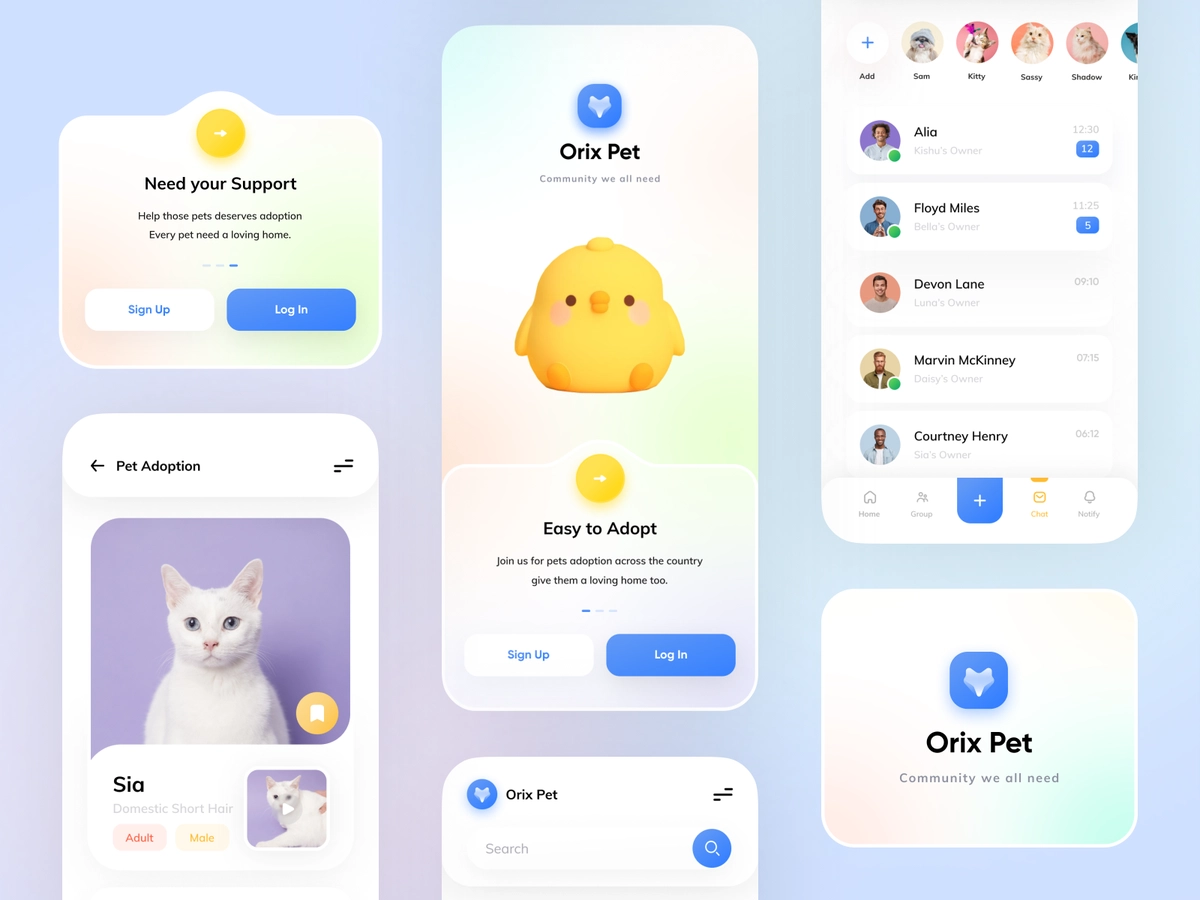 Need your Support
Help those pets deserves adoption
Every pet need a loving home.
Sign Up
Log In
Pet Adoption
Sia
Domestic Short Hair
Adult
Male
Orix Pet
Community we all need
Easy to Adopt
Join us for pets adoption across the country
give them a loving home too.
Sign Up
Log In
Orix Pet
Search
Add
Sam
Kitty
Sassy
Shadow
Alia
12:30
Kishu's Owner
12
Floyd Miles
11:25
Bella's Owner
5
Devon Lane
09:10
Luna's Owner
Marvin McKinney
07:15
Daisy's Owner
Courtney Henry
06:12
Sia's Owner
Home
Group
Chat
Notify
Orix Pet
Community we all need